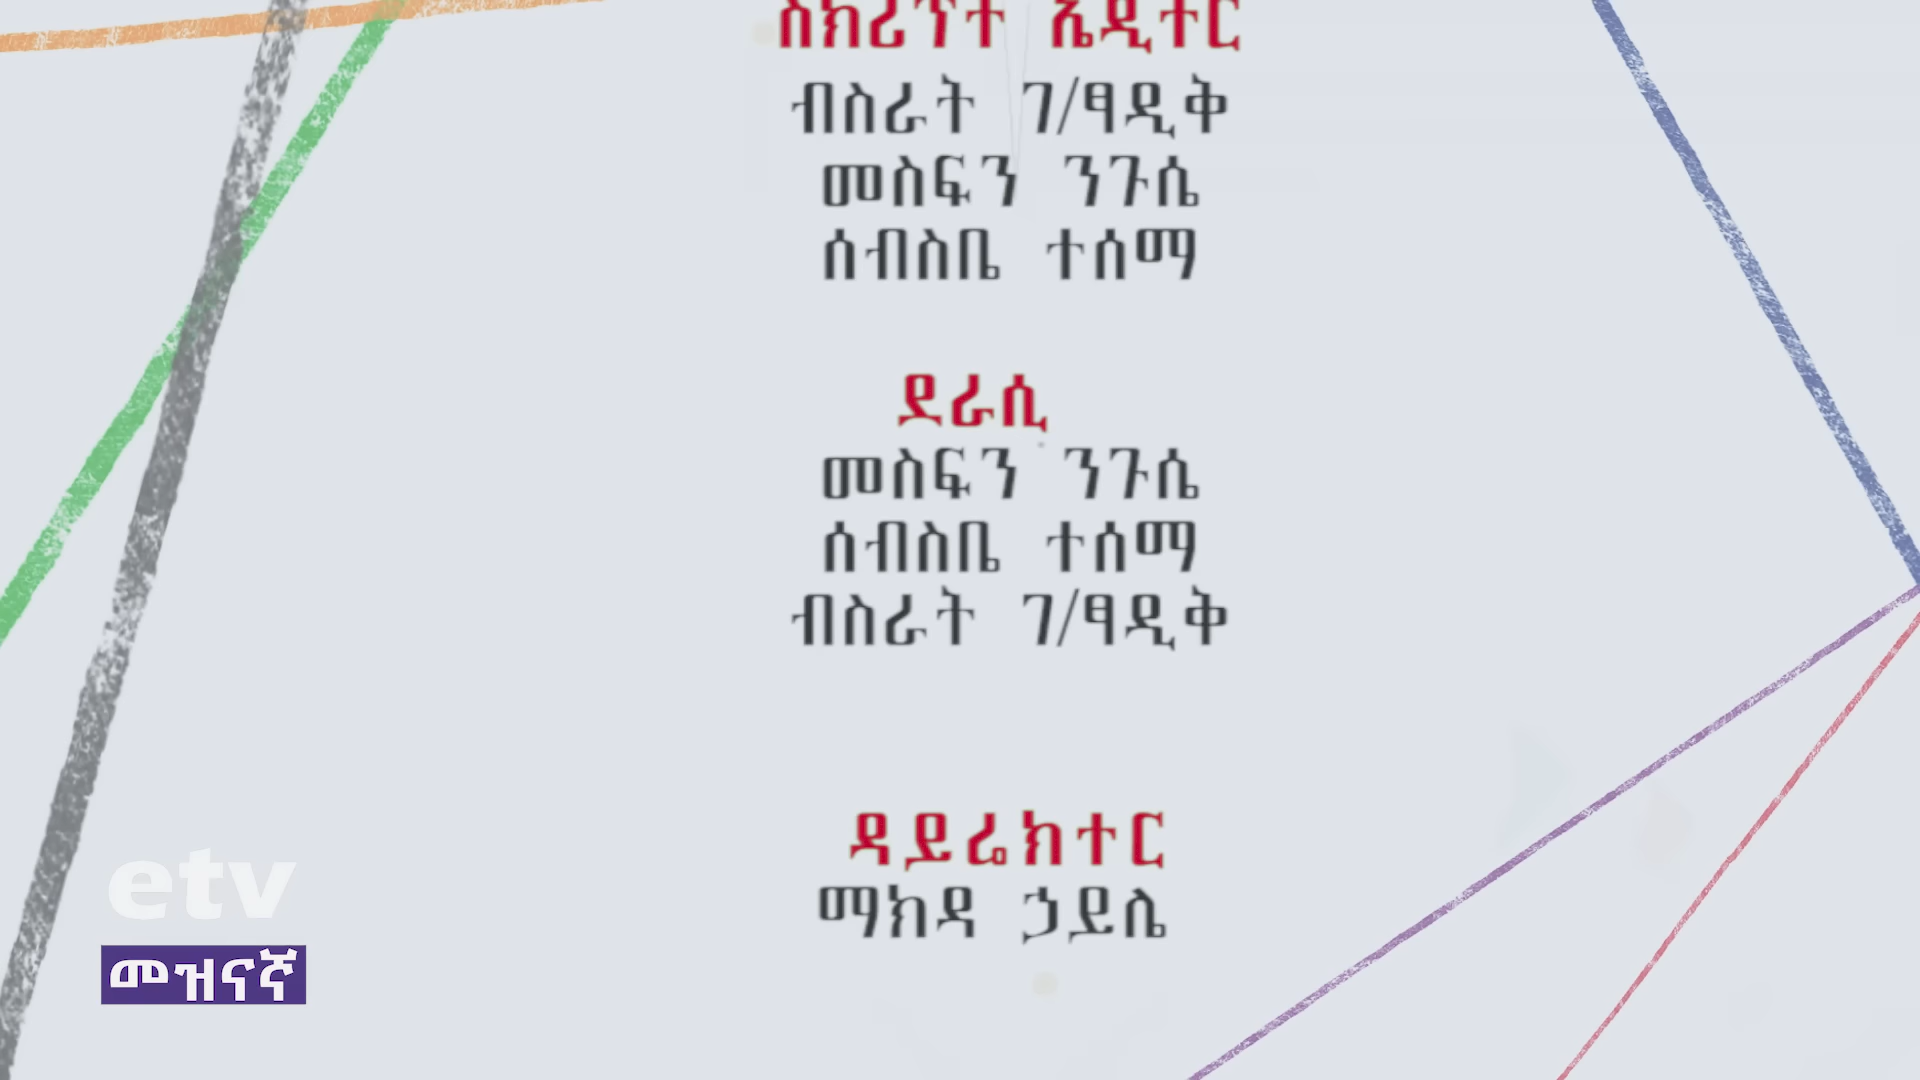 ስክሪፕት ኤዲተር
ብስራት ገ/ፃዲቅ
መስፍን ንጉሴ
ሰብስቤ ተሰማ
ደራሲ
መስፍን ንጉሴ
ሰብስቤ ተሰማ
ብስራት ገ/ፃዲቅ
ዳይሬክተር
ማክዳ ኃይሌ
etv
መዝናኛ